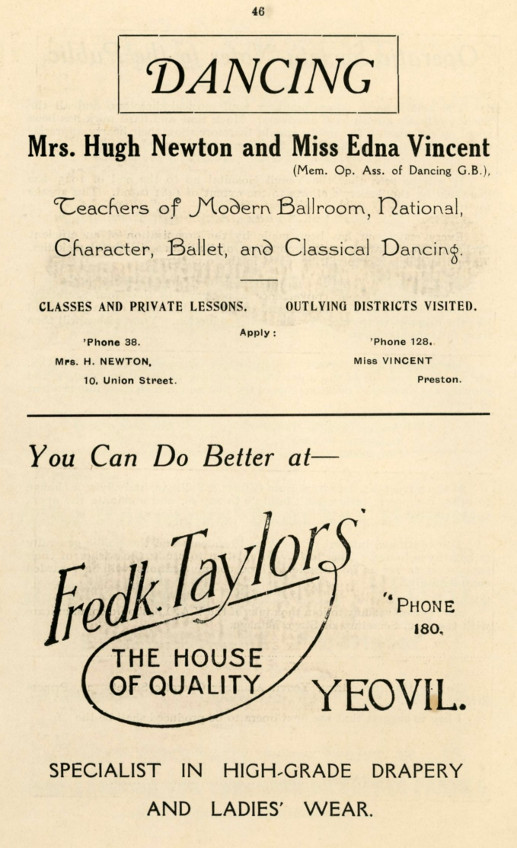 46
DANCING
Mrs. Hugh Newton and Miss Edna Vincent
(Mem. Op. Ass. of Dancing G.B.),
Teachers of Modern Ballroom, National,
Character, Ballet, and Classical Dancing.
CLASSES AND PRIVATE LESSONS. OUTLYING DISTRICTS VISITED.
Apply :
'Phone 38. 'Phone 128.
Mrs. H. NEWTON, Miss VINCENT
10, Union Street. Preston.
You Can Do Better at—
Fredk. Taylors'
THE HOUSE
OF QUALITY
"PHONE
180.
YEOVIL.
SPECIALIST IN HIGH-GRADE DRAPERY
AND LADIES' WEAR.